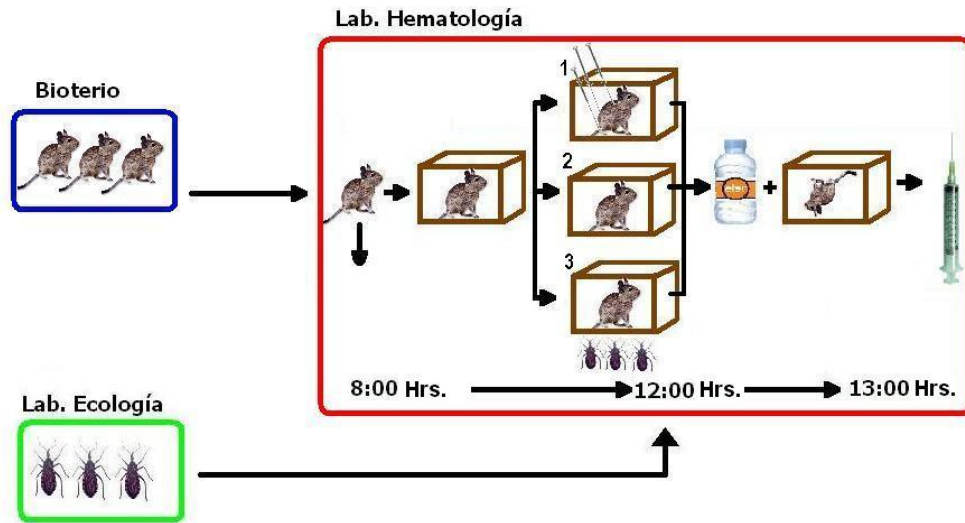 Lab. Hematología
Bioterio
1
2
3
+
8:00 Hrs.
12:00 Hrs.
13:00 Hrs.
Lab. Ecología